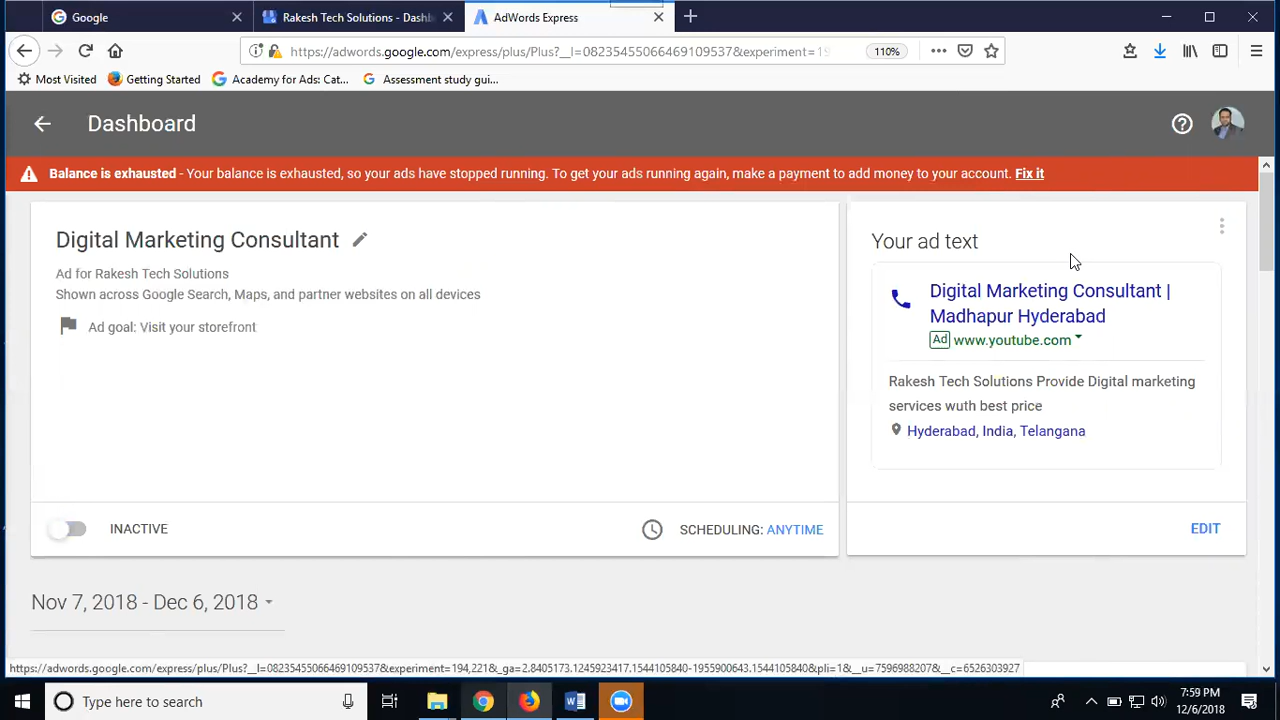 Google
Rakesh Tech Solutions - Dashb
AdWords Express
https://adwords.google.com/express/plus/Plus?__l=08235455066469109537&experiment=19
110%
Most Visited
Getting Started
Academy for Ads: Cat...
Assessment study gui...
Dashboard
Balance is exhausted - Your balance is exhausted, so your ads have stopped running. To get your ads running again, make a payment to add money to your account. Fix it
Digital Marketing Consultant
Ad for Rakesh Tech Solutions
Shown across Google Search, Maps, and partner websites on all devices
Ad goal: Visit your storefront
INACTIVE
SCHEDULING: ANYTIME
Your ad text
Digital Marketing Consultant |
Madhapur Hyderabad
Ad www.youtube.com
Rakesh Tech Solutions Provide Digital marketing
services wuth best price
Hyderabad, India, Telangana
EDIT
Nov 7, 2018 - Dec 6, 2018
https://adwords.google.com/express/plus/Plus?__l=08235455066469109537&experiment=194,221&_ga=2.8405173.1245923417.1544105840-1955900643.1544105840&pli=1&__u=7596988207&__c=6526303927
Type here to search
7:59 PM
12/6/2018